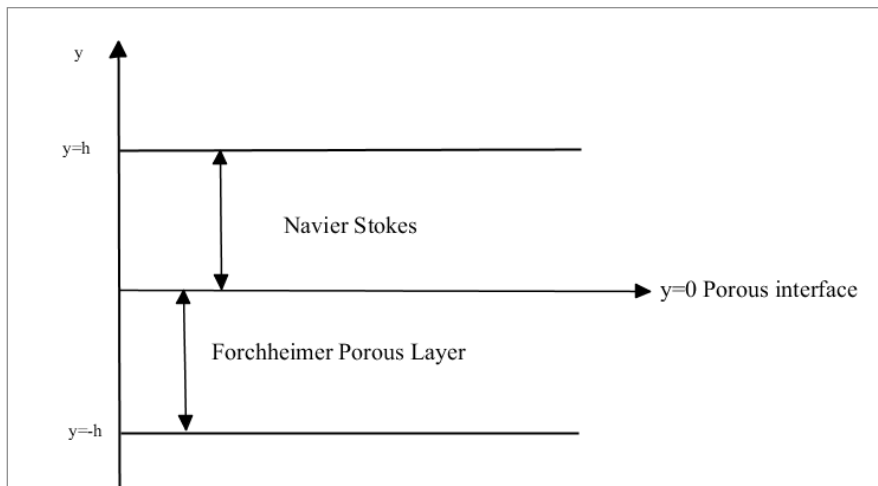 y
y=h
Navier Stokes
y=0 Porous interface
Forchheimer Porous Layer
y=-h